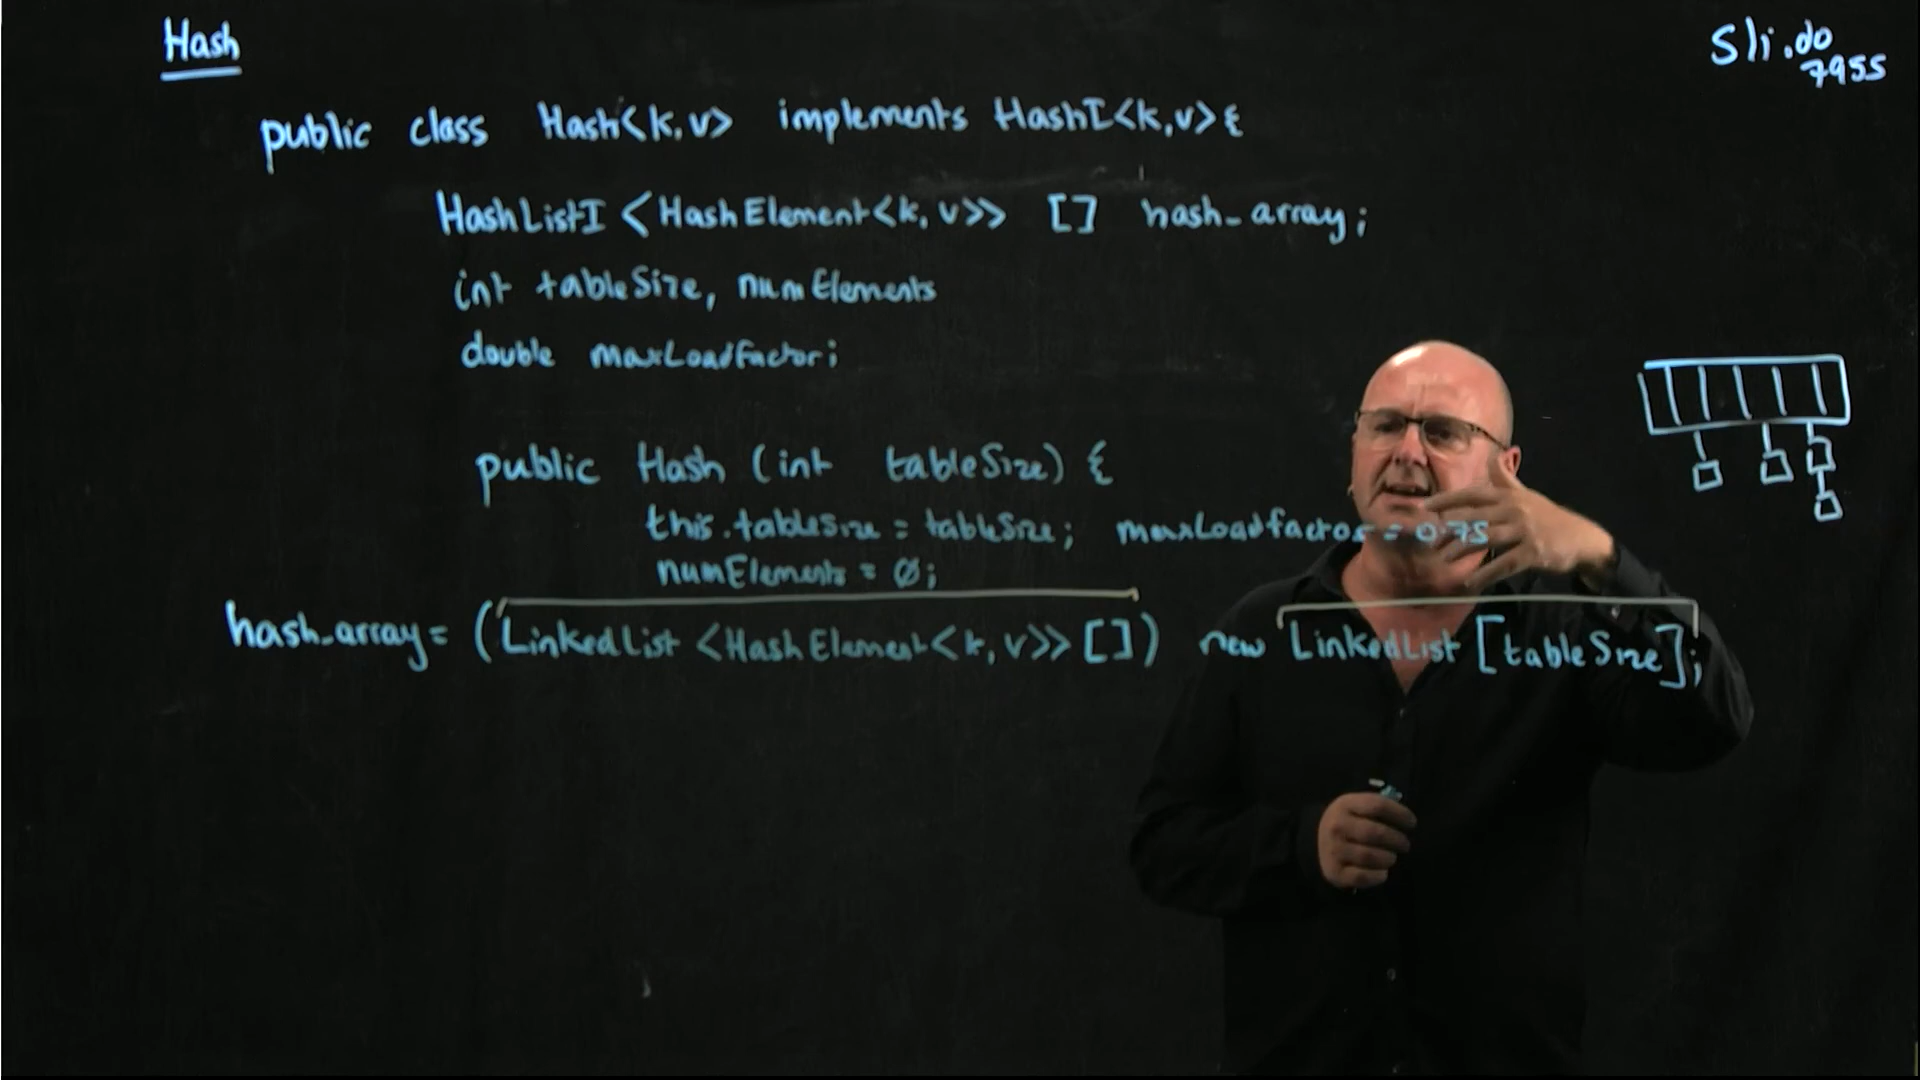 Hash
Sli.do
7955
public class Hash<k,v> implements HashI<k,v>{
HashListI <HashElement<k,v>> [] hash_array;
int tableSize, numElements
double maxLoadFactor;
public Hash (int tableSize) {
this.tableSize = tableSize; maxLoadfactor = 0.75
numElements = 0;
hash_array= (LinkedList <HashElement<k,v>> []) new LinkedList [tableSize];